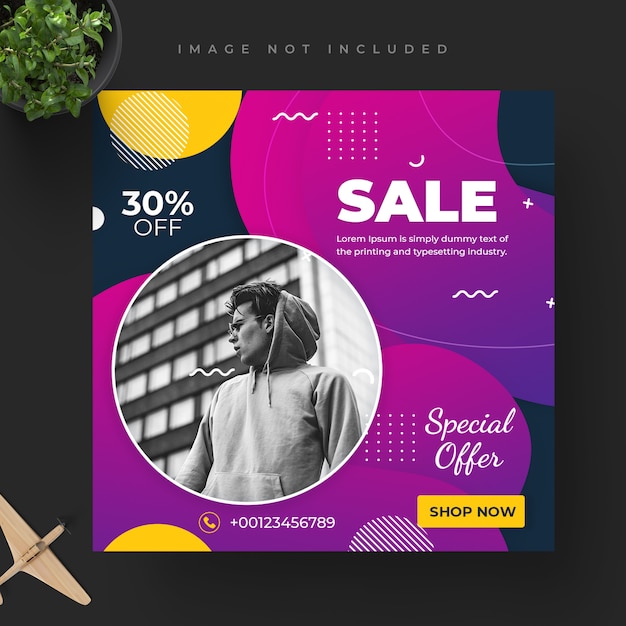 IMAGE NOT INCLUDED
30%
OFF
SALE
Lorem Ipsum is simply dummy text of
the printing and typesetting industry.
Special
Offer
+00123456789
SHOP NOW